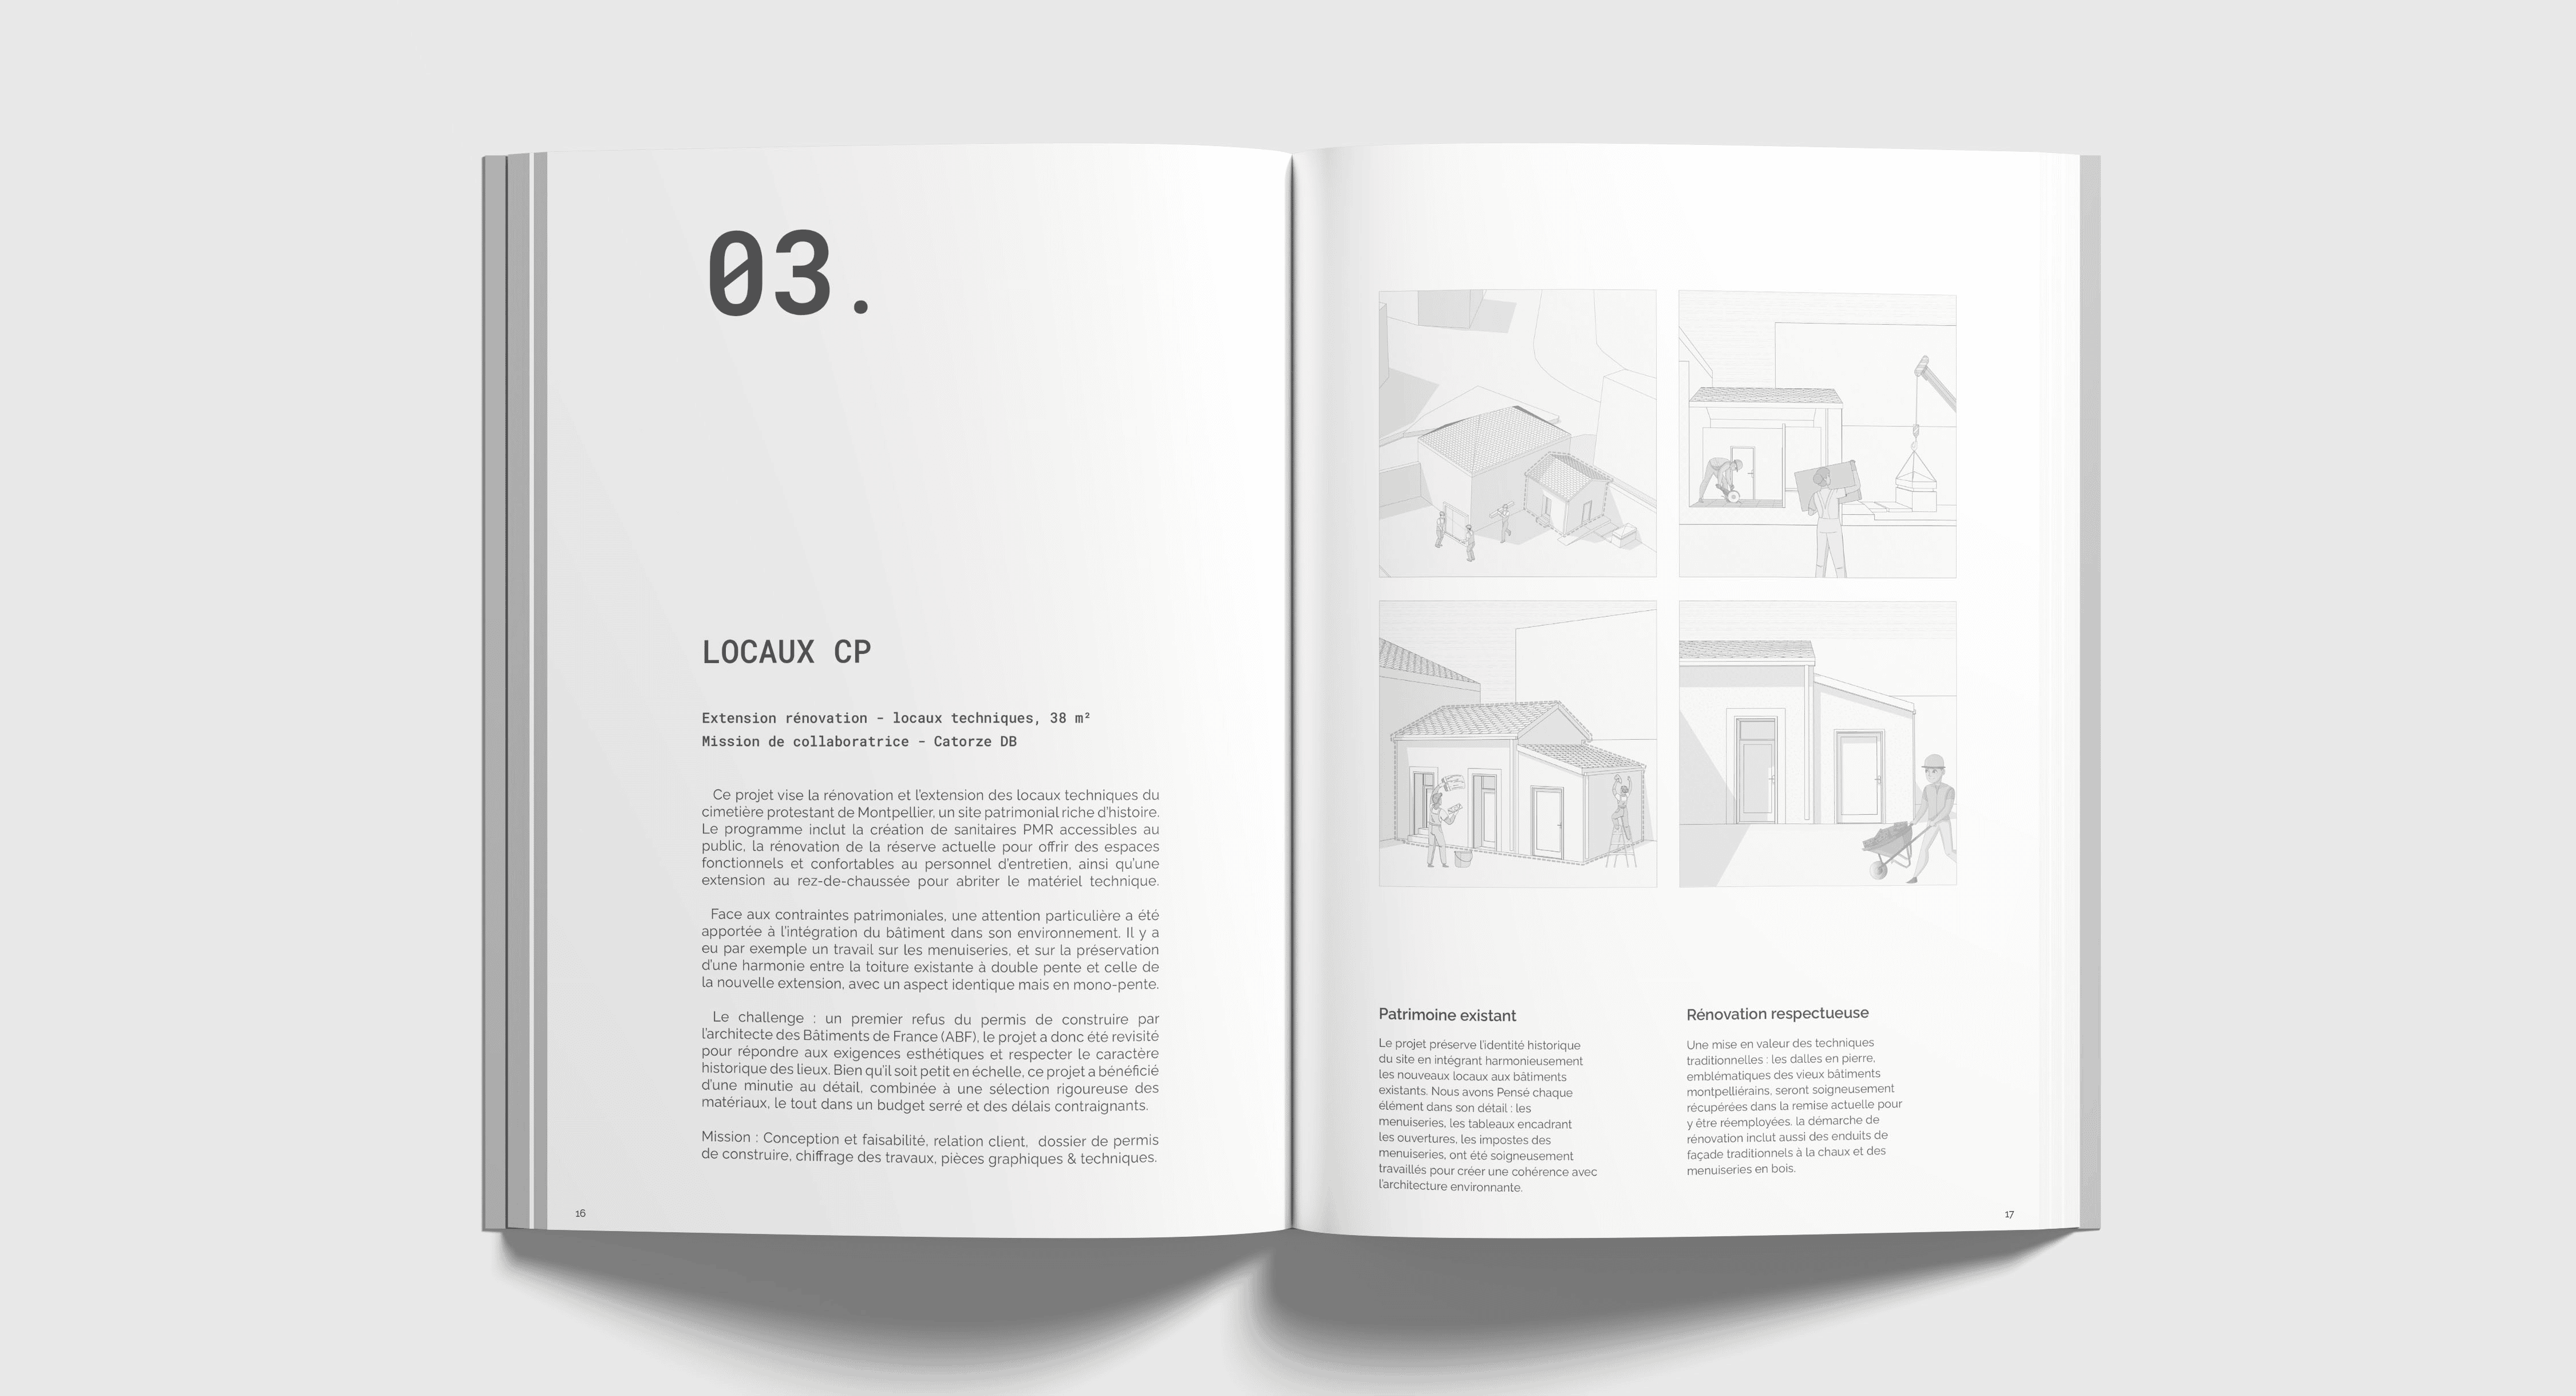 03.
LOCAUX CP
Extension rénovation - locaux techniques, 38 m²
Mission de collaboratrice - Catorze DB
Ce projet vise la rénovation et l'extension des locaux techniques du
cimetière protestant de Montpellier, un site patrimonial riche d'histoire.
Le programme inclut la création de sanitaires PMR accessibles au
public, la rénovation de la réserve actuelle pour offrir des espaces
fonctionnels et confortables au personnel d'entretien, ainsi qu'une
extension au rez-de-chaussée pour abriter le matériel technique.
Face aux contraintes patrimoniales, une attention particulière a été
apportée à l'intégration du bâtiment dans son environnement. Il y a
eu par exemple un travail sur les menuiseries, et sur la préservation
d'une harmonie entre la toiture existante à double pente et celle de
la nouvelle extension, avec un aspect identique mais en mono-pente.
Le challenge : un premier refus du permis de construire par
l'architecte des Bâtiments de France (ABF), le projet a donc été revisité
pour répondre aux exigences esthétiques et respecter le caractère
historique des lieux. Bien qu'il soit petit en échelle, ce projet a bénéficié
d'une minutie au détail, combinée à une sélection rigoureuse des
matériaux, le tout dans un budget serré et des délais contraignants.
Mission : Conception et faisabilité, relation client, dossier de permis
de construire, chiffrage des travaux, pièces graphiques & techniques.
16
Patrimoine existant
Le projet préserve l'identité historique
du site en intégrant harmonieusement
les nouveaux locaux aux bâtiments
existants. Nous avons Pensé chaque
élément dans son détail : les
menuiseries, les tableaux encadrant
les ouvertures, les impostes des
menuiseries, ont été soigneusement
travaillés pour créer une cohérence avec
l'architecture environnante.
Rénovation respectueuse
Une mise en valeur des techniques
traditionnelles : les dalles en pierre,
emblématiques des vieux bâtiments
montpelliérains, seront soigneusement
récupérées dans la remise actuelle pour
y être réemployées. la démarche de
rénovation inclut aussi des enduits de
façade traditionnels à la chaux et des
menuiseries en bois.
17